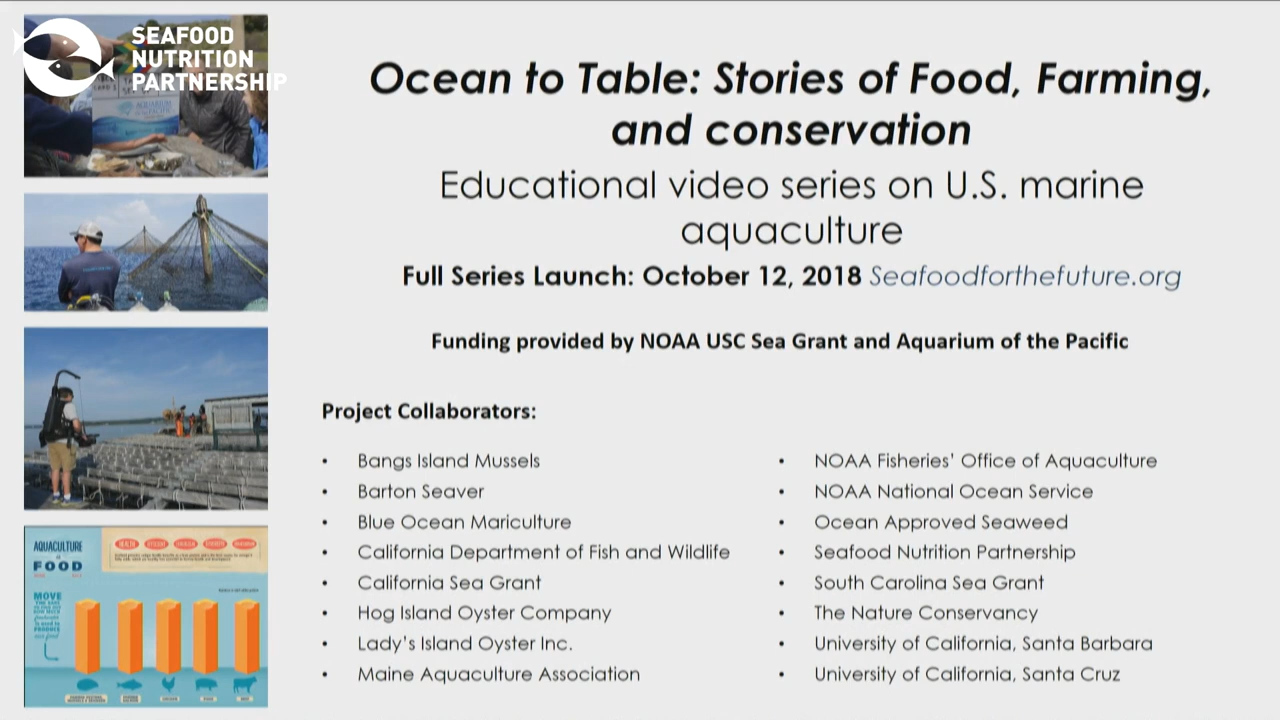 SEAFOOD
NUTRITION
PARTNERSHIP
AQUARIUM
Ocean to Table: Stories of Food, Farming,
and conservation
Educational video series on U.S. marine
aquaculture
Full Series Launch: October 12, 2018 Seafoodforthefuture.org
Funding provided by NOAA USC Sea Grant and Aquarium of the Pacific
Project Collaborators:
• Bangs Island Mussels
• Barton Seaver
• Blue Ocean Mariculture
• California Department of Fish and Wildlife
• California Sea Grant
• Hog Island Oyster Company
• Lady's Island Oyster Inc.
• Maine Aquaculture Association
• NOAA Fisheries' Office of Aquaculture
• NOAA National Ocean Service
• Ocean Approved Seaweed
• Seafood Nutrition Partnership
• South Carolina Sea Grant
• The Nature Conservancy
• University of California, Santa Barbara
• University of California, Santa Cruz
AQUACULTURE
FOOD
MOVE